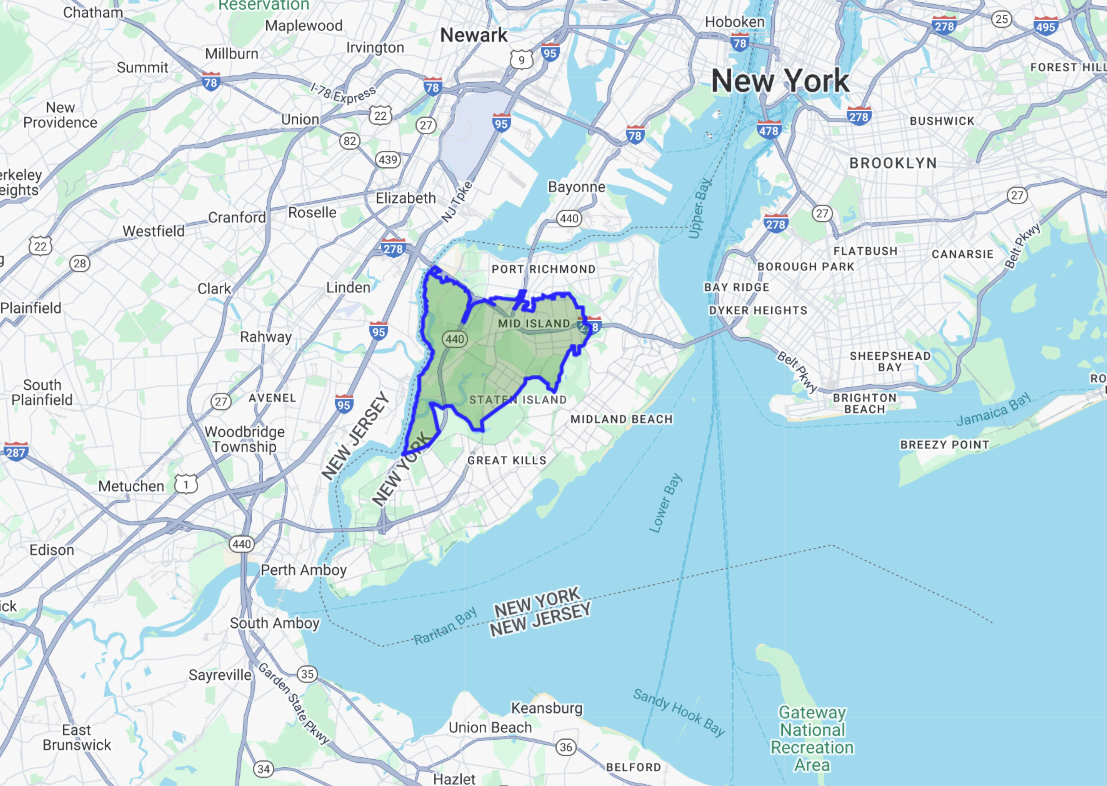 Reservation
Chatham
Maplewood
Hoboken
25
278
495
Newark
Irvington
Millburn
9
95
78
Summit
78
FOREST HILL
New York
I-78 Express
78
New
Providence
22
Union
27
95
78
478
278
BUSHWICK
82
439
BROOKLYN
erkeley
eights
Elizabeth
NJ Tpke
Bayonne
27
Cranford
Roselle
440
Upper Bay
278
27
Westfield
22
28
278
FLATBUSH
CANARSIE
Belt Pkwy
PORT RICHMOND
BOROUGH PARK
Clark
Linden
BAY RIDGE
Plainfield
DYKER HEIGHTS
95
MID ISLAND
Rahway
440
SHEEPSHEAD
BAY
Belt Pkwy
South
Plainfield
27
AVENEL
95
STATEN ISLAND
BRIGHTON
BEACH
RO
Jamaica Bay
MIDLAND BEACH
NEW JERSEY
NEW YORK
Woodbridge
Township
287
BREEZY POINT
GREAT KILLS
Metuchen
1
Lower Bay
440
Edison
Perth Amboy
NEW YORK
NEW JERSEY
ick
South Amboy
Raritan Bay
Sayreville
35
Garden State Pkwy
Sandy Hook Bay
Keansburg
Union Beach
Gateway
National
Recreation
Area
East
Brunswick
36
34
BELFORD
Hazlet